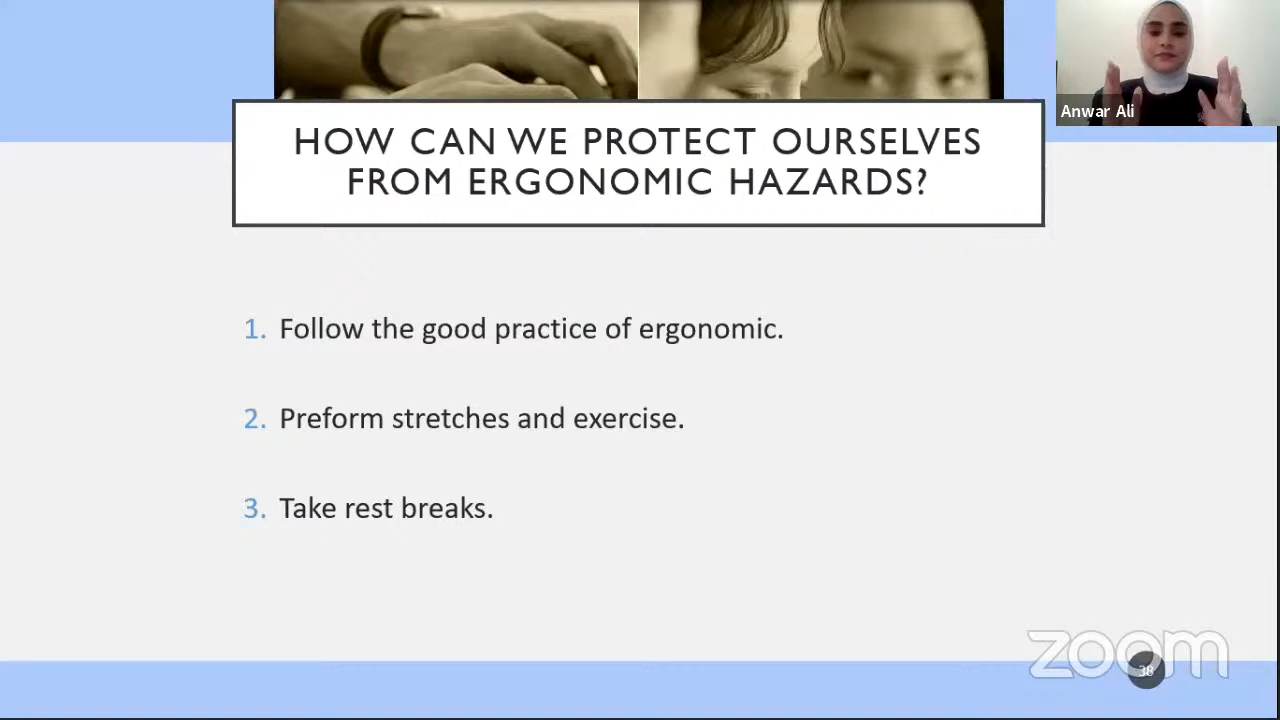 Anwar Ali
HOW CAN WE PROTECT OURSELVES
FROM ERGONOMIC HAZARDS?
1. Follow the good practice of ergonomic.
2. Preform stretches and exercise.
3. Take rest breaks.
zoom
38